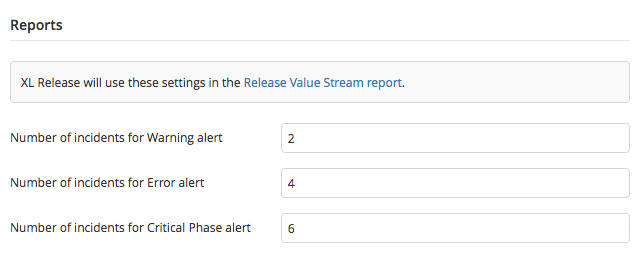 Reports
XL Release will use these settings in the Release Value Stream report.
Number of incidents for Warning alert 2
Number of incidents for Error alert 4
Number of incidents for Critical Phase alert 6